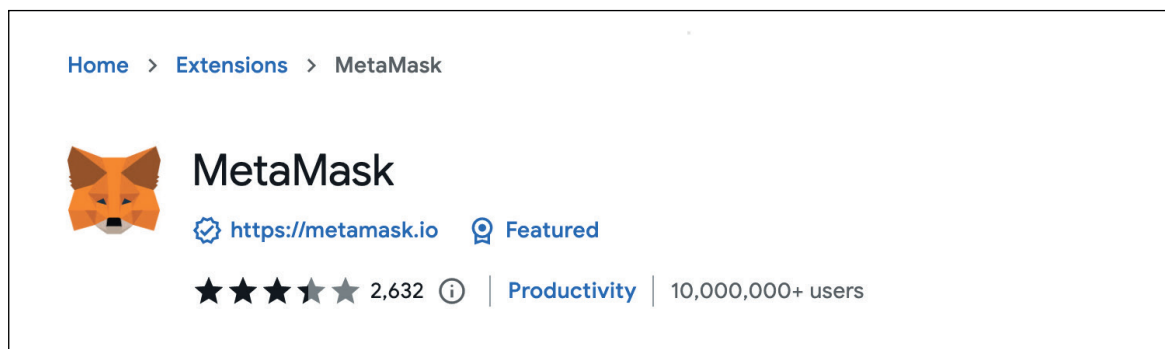 Home > Extensions > MetaMask
MetaMask
https://metamask.io Featured
2,632 Productivity 10,000,000+ users